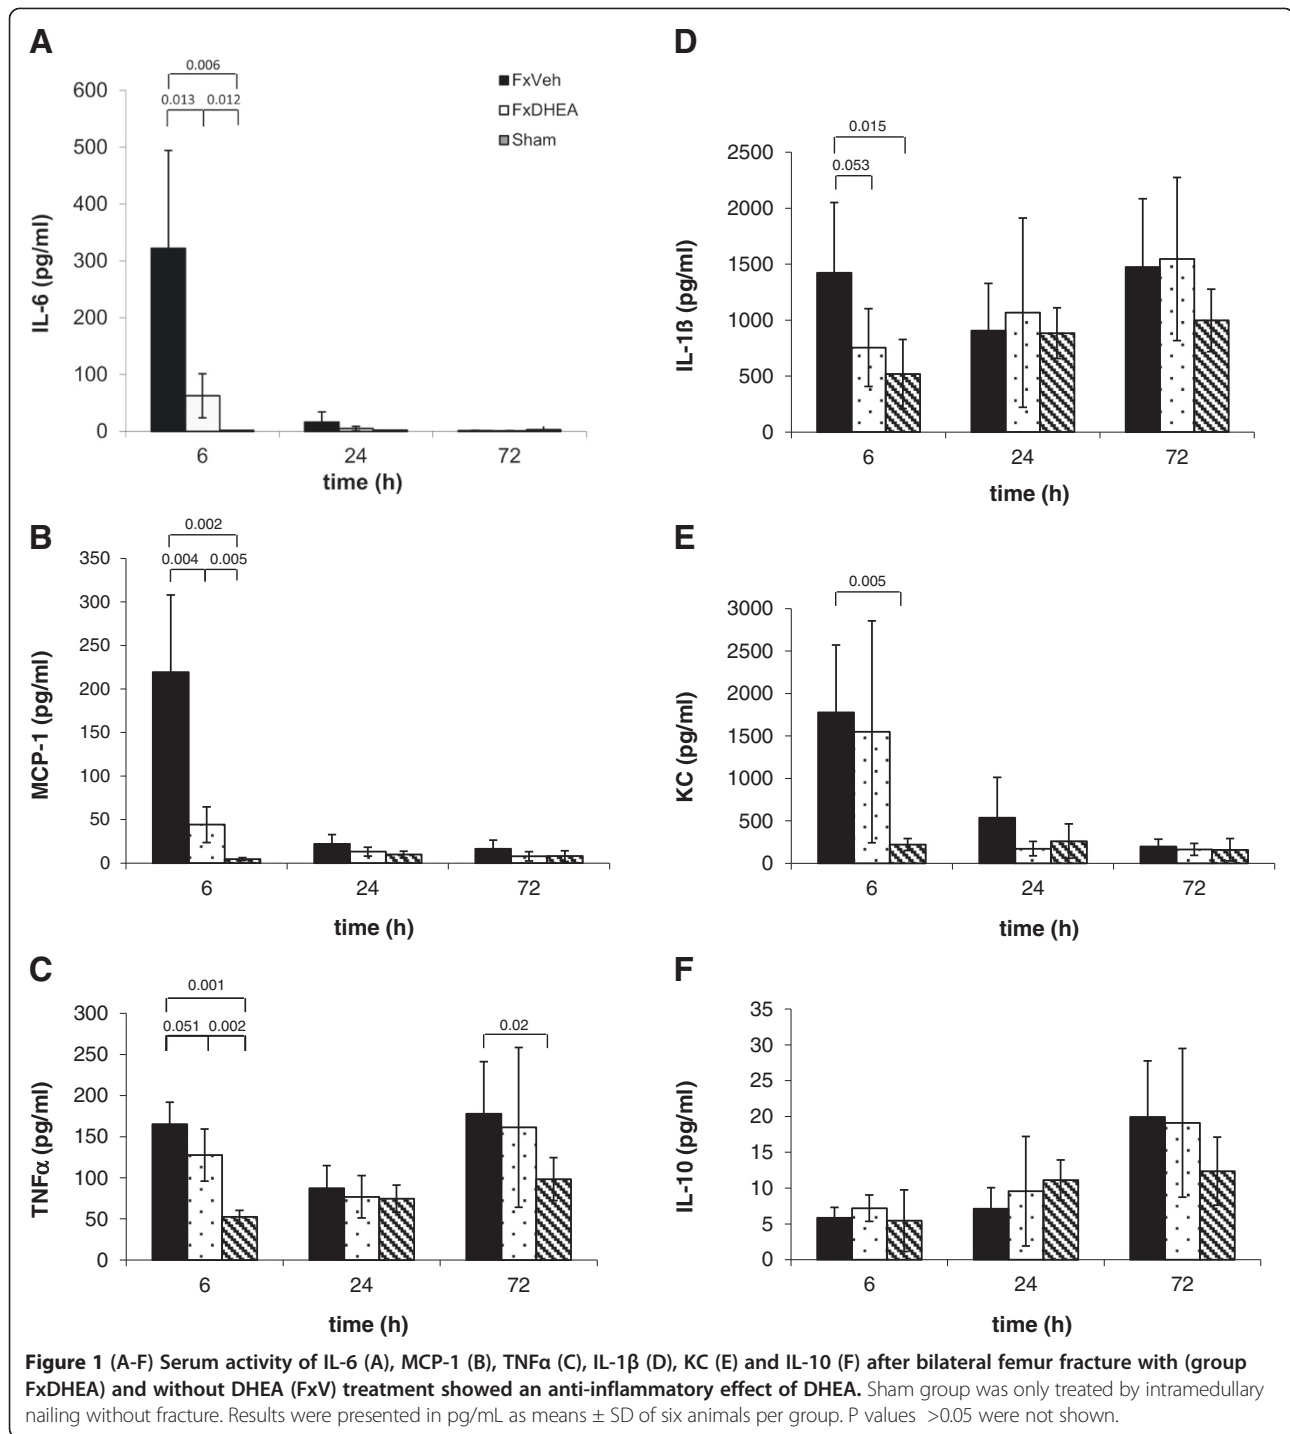 A
0.006
0.013 0.012
FxVeh
FxDHEA
Sham
600
500
400
300
200
100
0
IL-6 (pg/ml)
6 24 72
time (h)
B
0.002
0.004 0.005
350
300
250
200
150
100
50
0
MCP-1 (pg/ml)
6 24 72
time (h)
C
0.001
0.051 0.002
0.02
300
250
200
150
100
50
0
TNFα (pg/ml)
6 24 72
time (h)
D
0.015
0.053
2500
2000
1500
1000
500
0
IL-1ß (pg/ml)
6 24 72
time (h)
E
0.005
3000
2500
2000
1500
1000
500
0
KC (pg/ml)
6 24 72
time (h)
F
35
30
25
20
15
10
5
0
IL-10 (pg/ml)
6 24 72
time (h)
Figure 1 (A-F) Serum activity of IL-6 (A), MCP-1 (B), TNFα (C), IL-1β (D), KC (E) and IL-10 (F) after bilateral femur fracture with (group
FxDHEA) and without DHEA (FxV) treatment showed an anti-inflammatory effect of DHEA. Sham group was only treated by intramedullary
nailing without fracture. Results were presented in pg/mL as means ± SD of six animals per group. P values >0.05 were not shown.